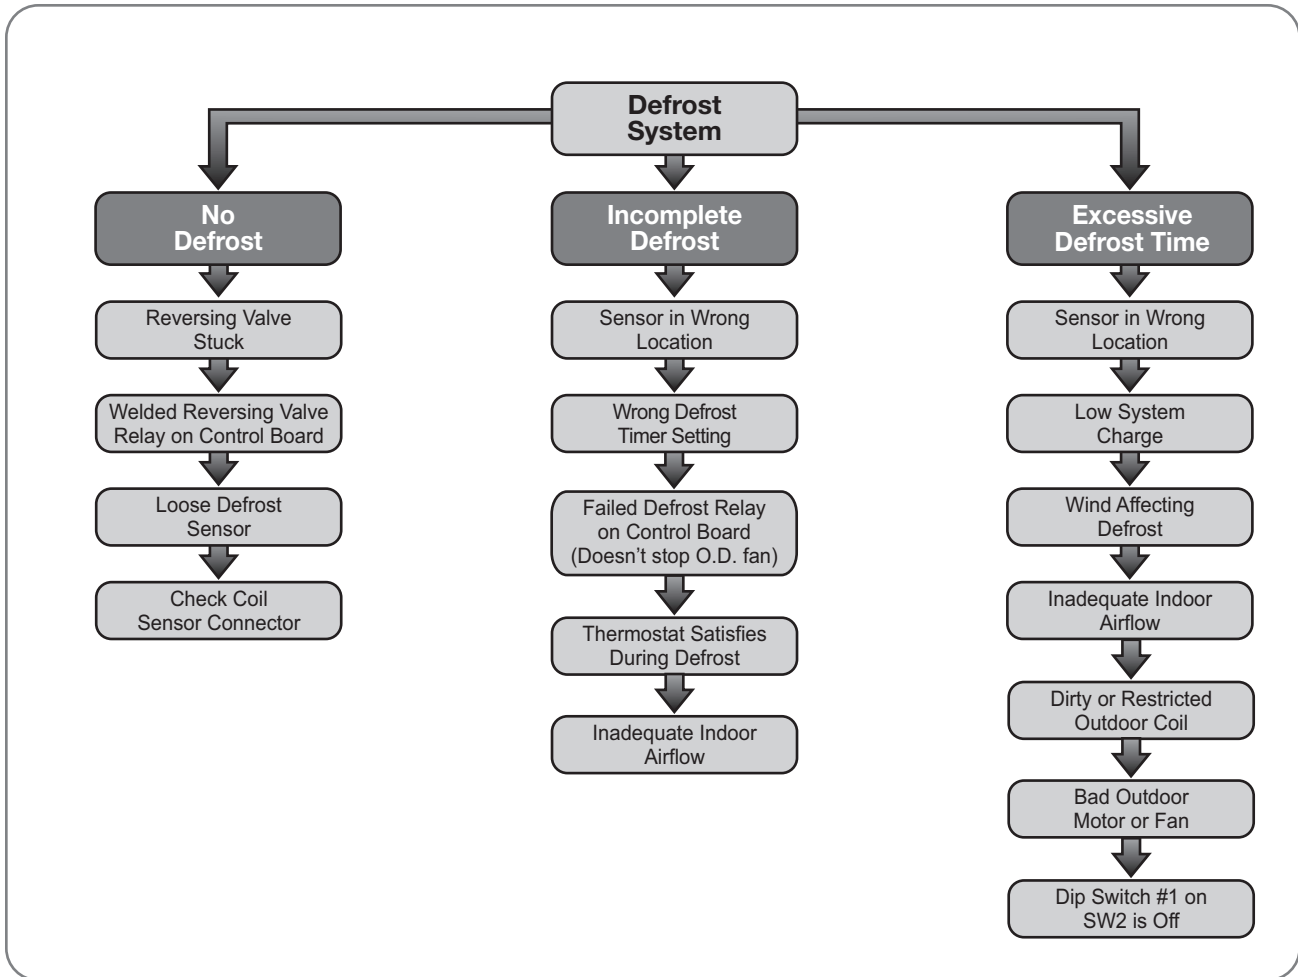 Defrost
System
No
Defrost
Reversing Valve
Stuck
Welded Reversing Valve
Relay on Control Board
Loose Defrost
Sensor
Check Coil
Sensor Connector
Incomplete
Defrost
Sensor in Wrong
Location
Wrong Defrost
Timer Setting
Failed Defrost Relay
on Control Board
(Doesn’t stop O.D. fan)
Thermostat Satisfies
During Defrost
Inadequate Indoor
Airflow
Excessive
Defrost Time
Sensor in Wrong
Location
Low System
Charge
Wind Affecting
Defrost
Inadequate Indoor
Airflow
Dirty or Restricted
Outdoor Coil
Bad Outdoor
Motor or Fan
Dip Switch #1 on
SW2 is Off